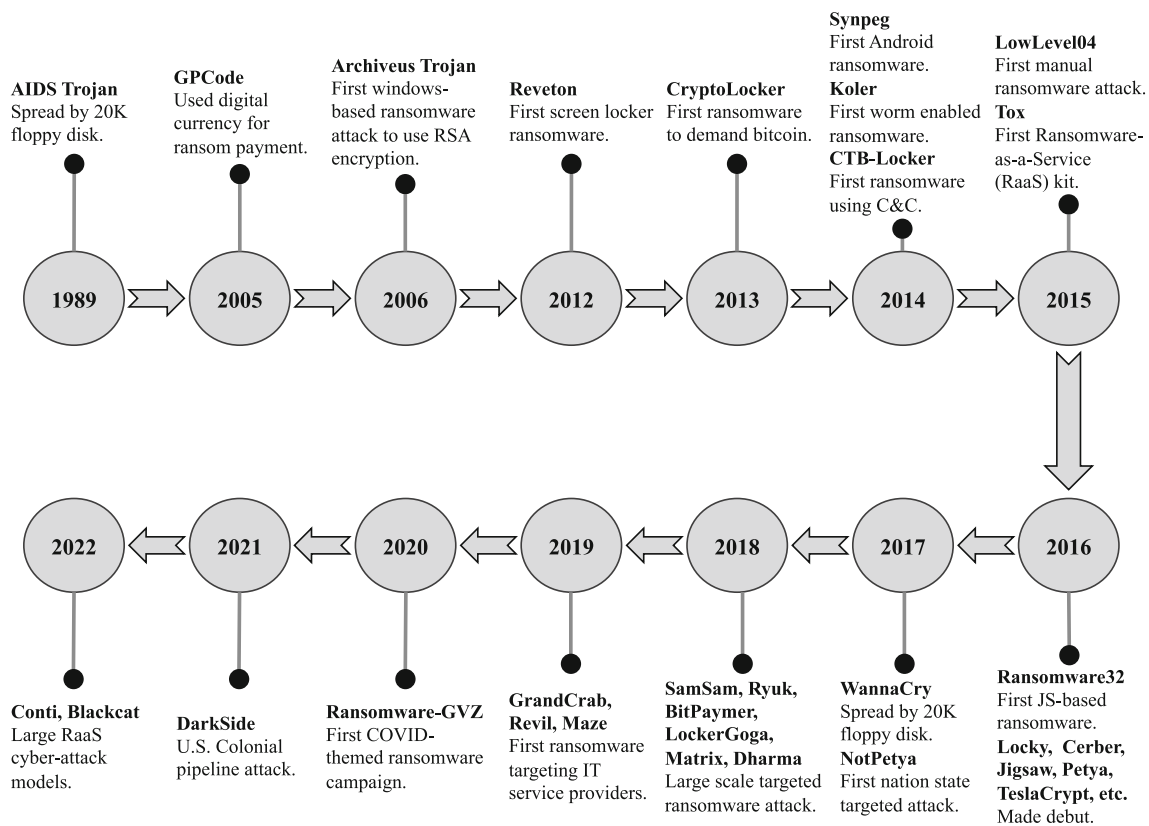 AIDS Trojan
Spread by 20K
floppy disk.
GPCode
Used digital
currency for
ransom payment.
Archiveus Trojan
First windows-
based ransomware
attack to use RSA
encryption.
Reveton
First screen locker
ransomware.
CryptoLocker
First ransomware
to demand bitcoin.
Synpeg
First Android
ransomware.
Koler
First worm enabled
ransomware.
CTB-Locker
First ransomware
using C&C.
LowLevel04
First manual
ransomware attack.
Tox
First Ransomware-
as-a-Service
(RaaS) kit.
1989
2005
2006
2012
2013
2014
2015
2022
2021
2020
2019
2018
2017
2016
Conti, Blackcat
Large RaaS
cyber-attack
models.
DarkSide
U.S. Colonial
pipeline attack.
Ransomware-GVZ
First COVID-
themed ransomware
campaign.
GrandCrab,
Revil, Maze
First ransomware
targeting IT
service providers.
SamSam, Ryuk,
BitPaymer,
LockerGoga,
Matrix, Dharma
Large scale targeted
ransomware attack.
WannaCry
Spread by 20K
floppy disk.
NotPetya
First nation state
targeted attack.
Ransomware32
First JS-based
ransomware.
Locky, Cerber,
Jigsaw, Petya,
TeslaCrypt, etc.
Made debut.